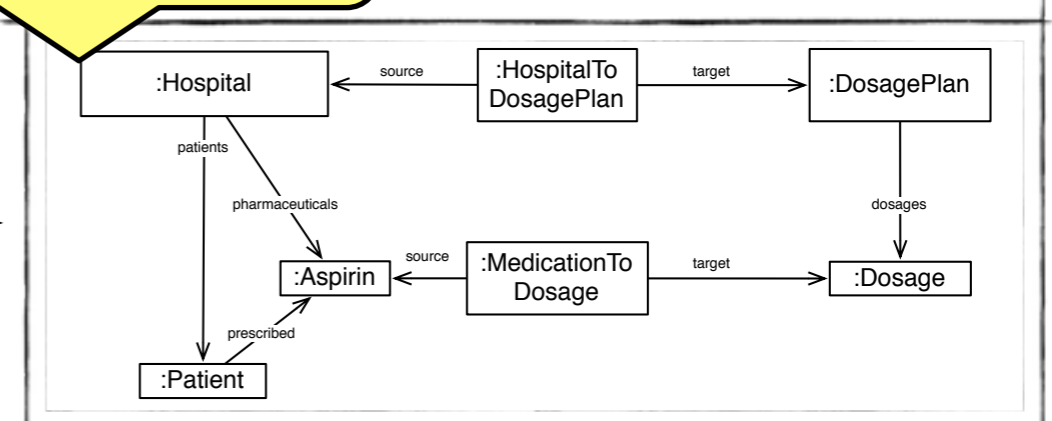 :Hospital
source
:HospitalTo
DosagePlan
target
:DosagePlan
patients
pharmaceuticals
dosages
:Aspirin
source
:MedicationTo
Dosage
target
:Dosage
prescribed
:Patient